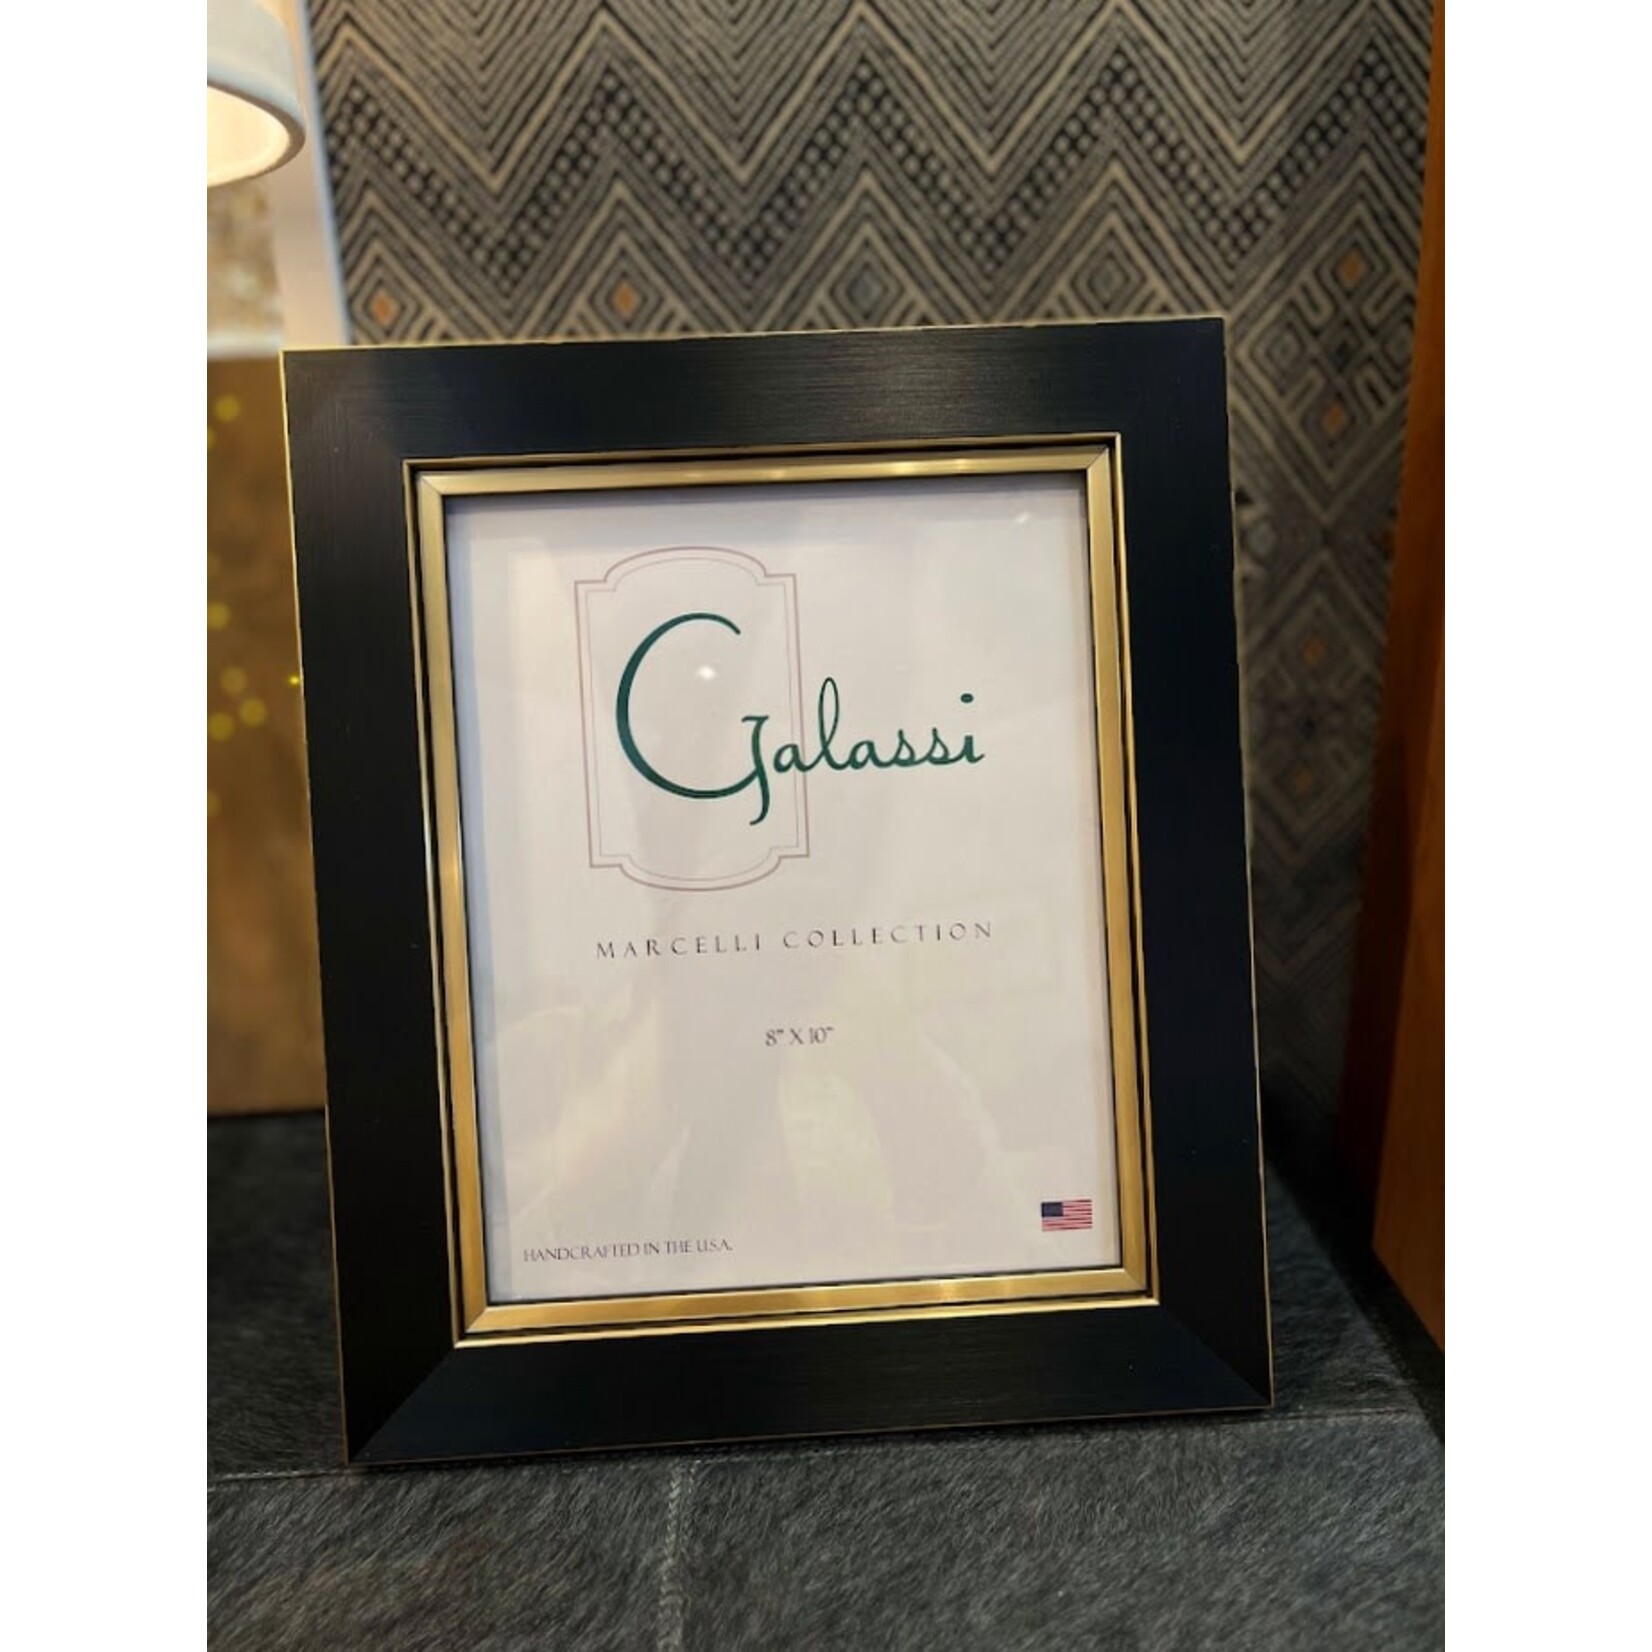 Galassi
MARCELLI COLLECTION
8" X 10"
HANDCRAFTED IN THE U.S.A.